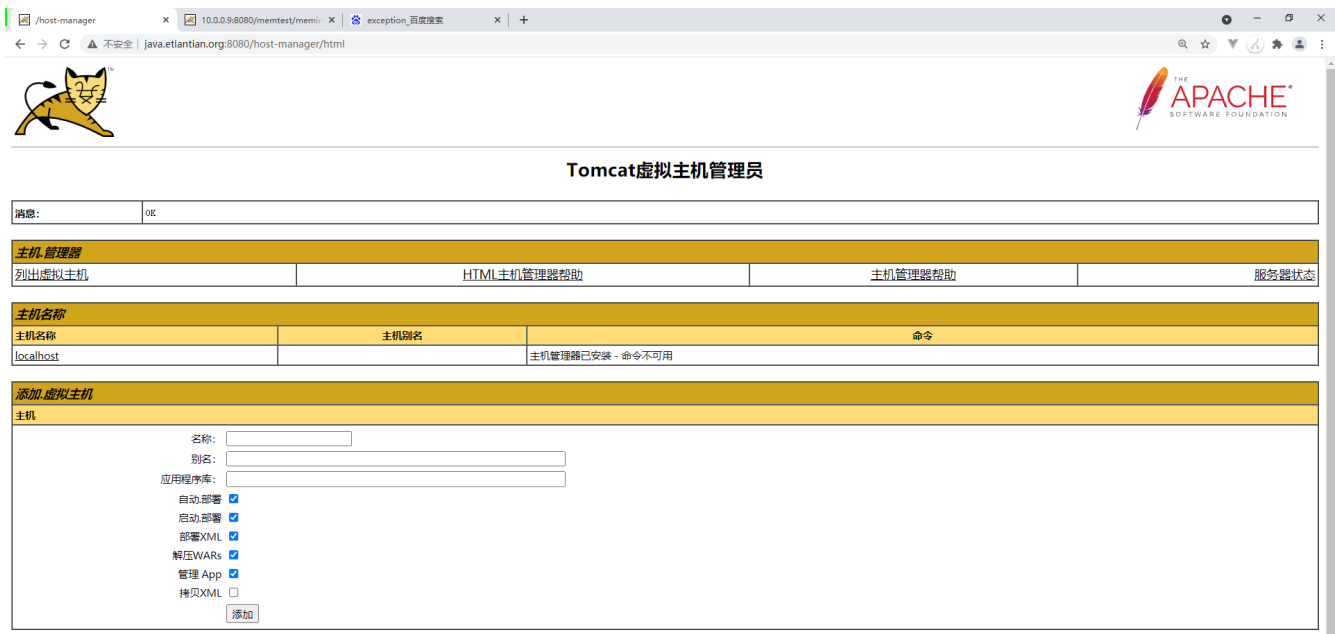 /host-manager
10.0.0.9:8080/memtest/memin
exception_百度搜索
不安全 | java.etiantian.org:8080/host-manager/html
TM
THE
APACHE®
SOFTWARE FOUNDATION
Tomcat虚拟主机管理员
消息: OK
主机.管理器
列出虚拟主机 HTML主机管理器帮助 主机管理器帮助 服务器状态
主机名称
主机名称 主机别名 命令
localhost 主机管理器已安装 - 命令不可用
添加.虚拟主机
主机
名称:
别名:
应用程序库:
自动.部署
启动.部署
部署XML
解压WARs
管理 App
拷贝XML
添加